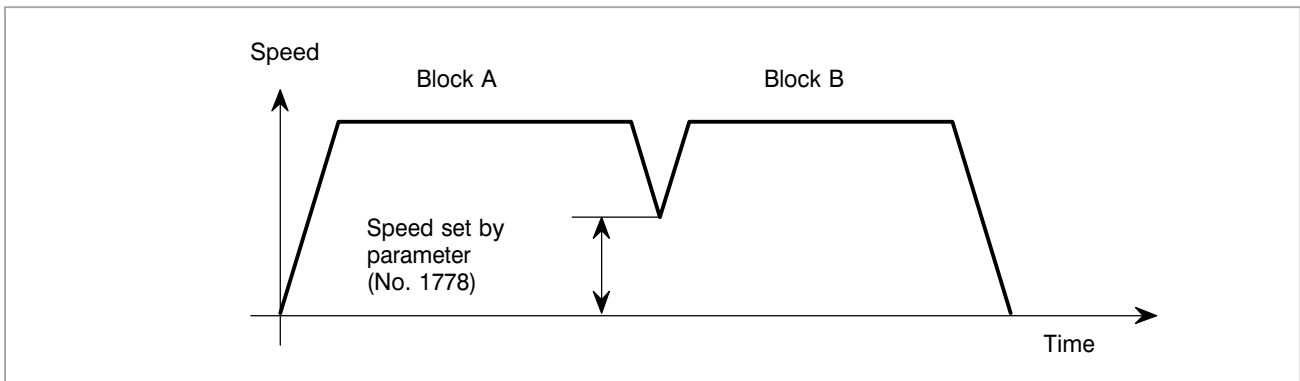 Speed
Block A
Block B
Speed set by
parameter
(No. 1778)
Time